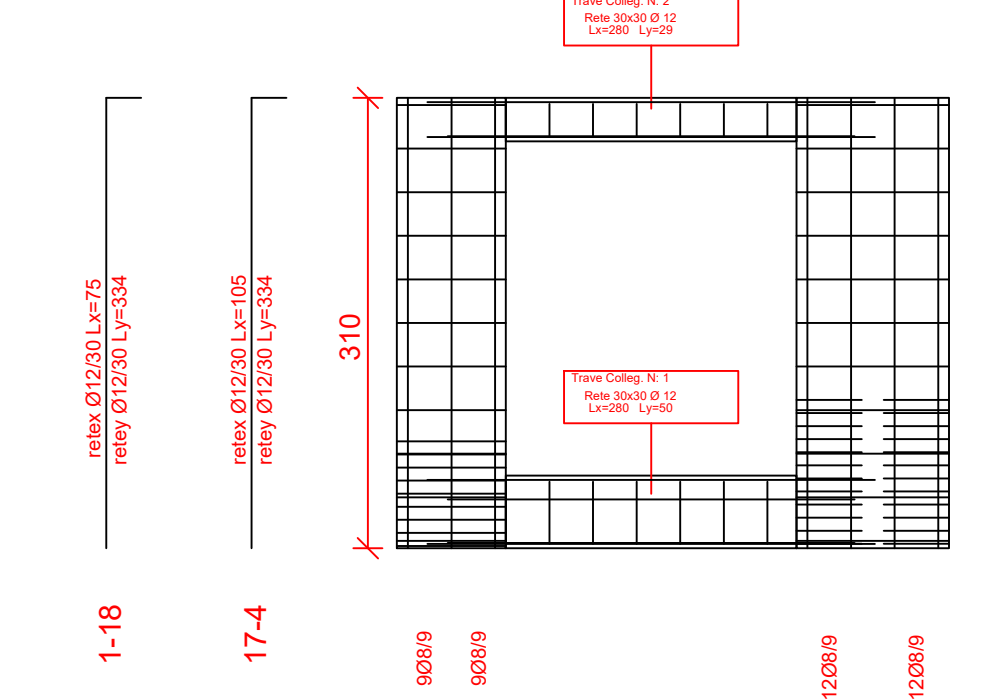 Trave Colleg. N: 2
Rete 30x30 Ø 12
Lx=280 Ly=29
retex Ø12/30 Lx=75
retey Ø12/30 Ly=334
retex Ø12/30 Lx=105
retey Ø12/30 Ly=334
310
Trave Colleg. N: 1
Rete 30x30 Ø 12
Lx=280 Ly=50
1-18
17-4
9Ø8/9
9Ø8/9
12Ø8/9
12Ø8/9